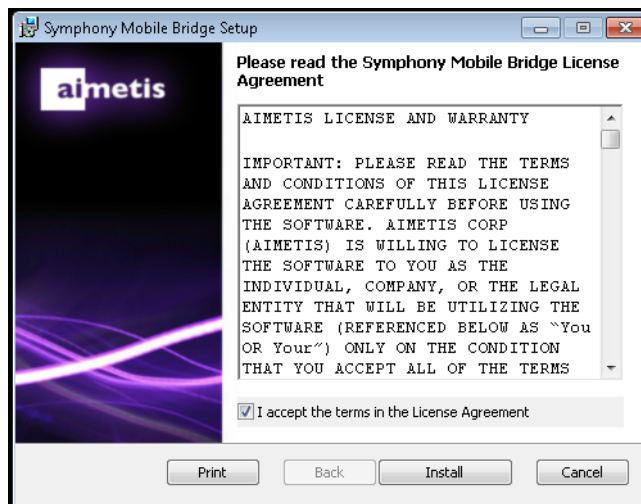 Symphony Mobile Bridge Setup
aimetis
Please read the Symphony Mobile Bridge License
Agreement
AIMETIS LICENSE AND WARRANTY
IMPORTANT: PLEASE READ THE TERMS
AND CONDITIONS OF THIS LICENSE
AGREEMENT CAREFULLY BEFORE USING
THE SOFTWARE. AIMETIS CORP
(AIMETIS) IS WILLING TO LICENSE
THE SOFTWARE TO YOU AS THE
INDIVIDUAL, COMPANY, OR THE LEGAL
ENTITY THAT WILL BE UTILIZING THE
SOFTWARE (REFERENCED BELOW AS “You
OR Your”) ONLY ON THE CONDITION
THAT YOU ACCEPT ALL OF THE TERMS
I accept the terms in the License Agreement
Print Back Install Cancel